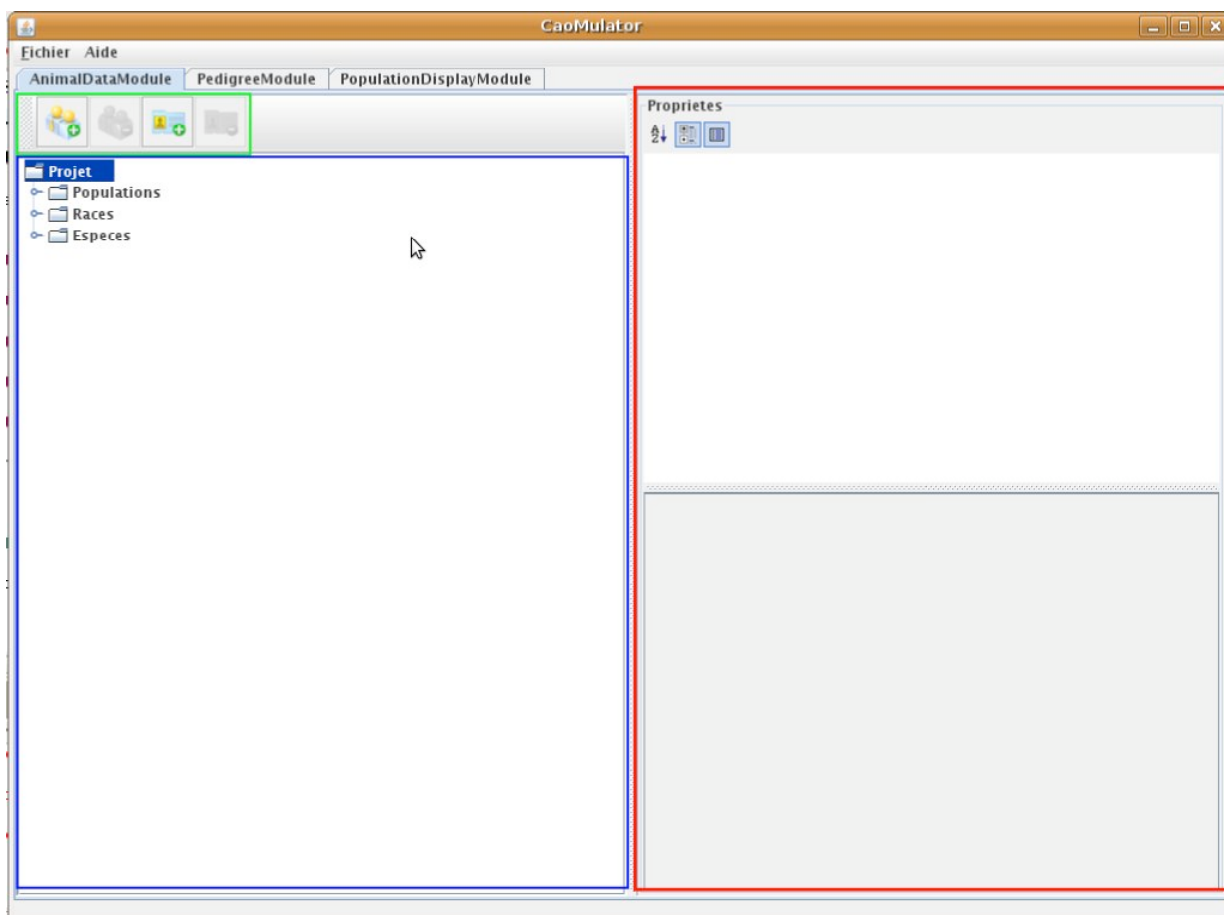 CaoMulator
Fichier Aide
AnimalDataModule PedigreeModule PopulationDisplayModule
Proprietes
Projet
Populations
Races
Especes